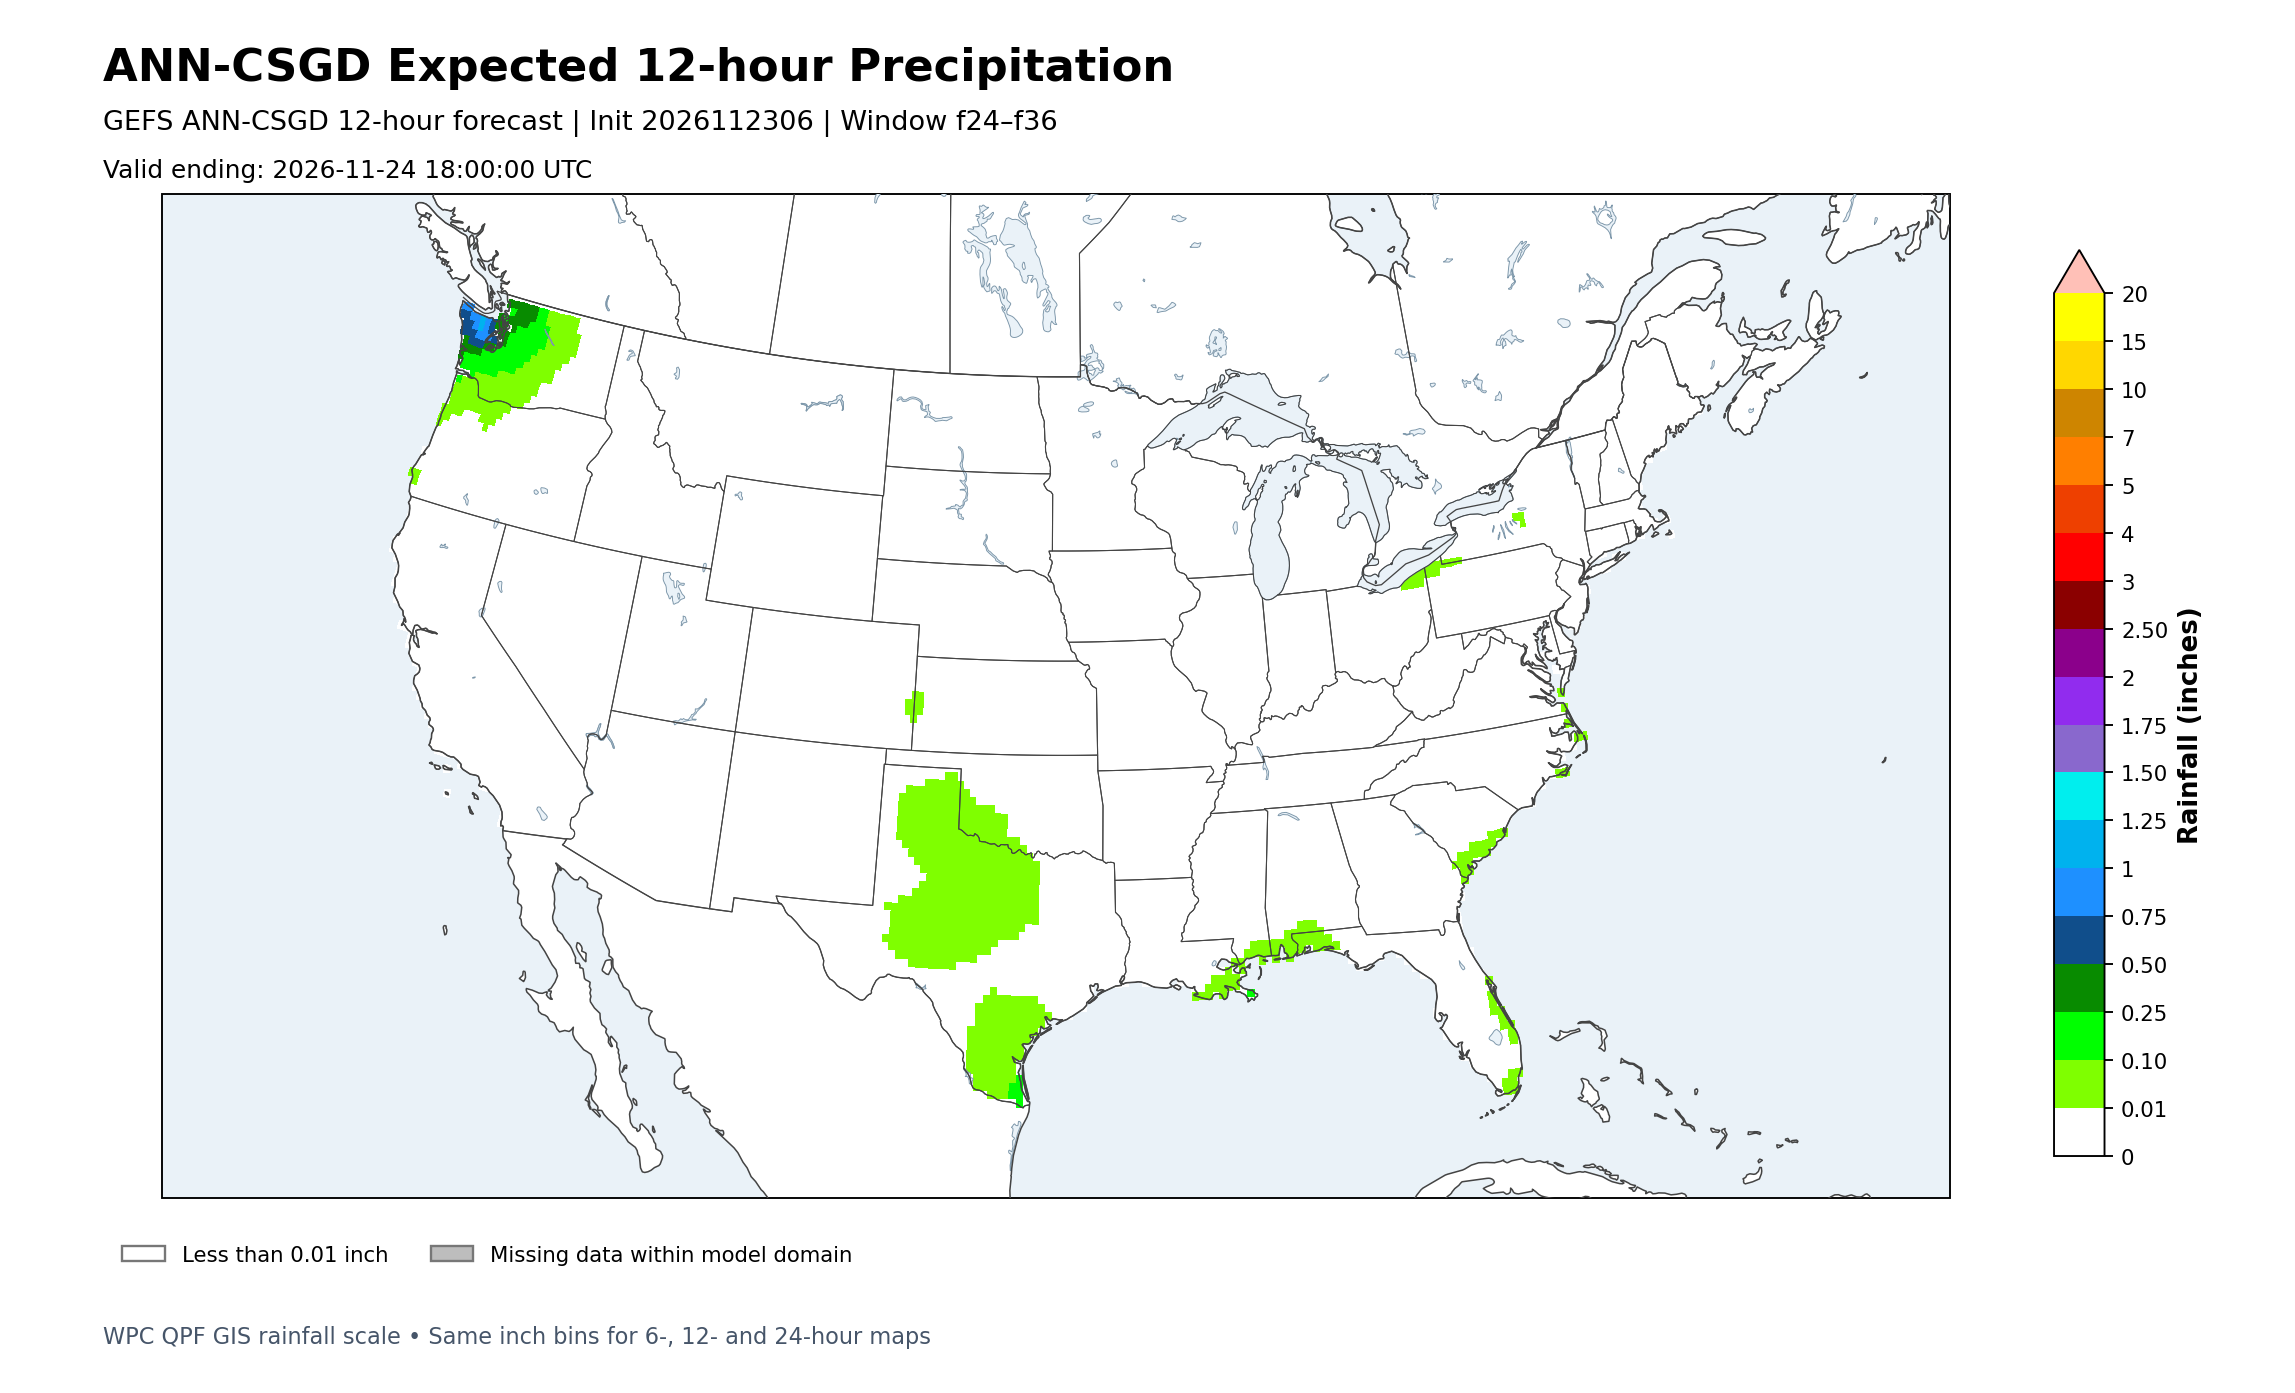 ANN-CSGD Expected 12-hour Precipitation
GEFS ANN-CSGD 12-hour forecast | Init 2026112306 | Window f24–f36
Valid ending: 2026-11-24 18:00:00 UTC
20
15
10
7
5
4
3
2.50
2
1.75
1.50
1.25
1
0.75
0.50
0.25
0.10
0.01
0
Rainfall (inches)
Less than 0.01 inch
Missing data within model domain
WPC QPF GIS rainfall scale • Same inch bins for 6-, 12- and 24-hour maps